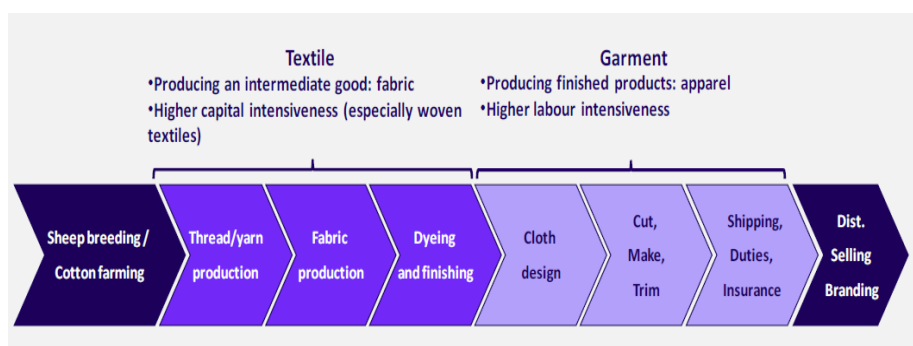 Textile
•Producing an intermediate good: fabric
•Higher capital intensiveness (especially woven
textiles)
Garment
•Producing finished products: apparel
•Higher labour intensiveness
Sheep breeding /
Cotton farming
Thread/yarn
production
Fabric
production
Dyeing
and finishing
Cloth
design
Cut,
Make,
Trim
Shipping,
Duties,
Insurance
Dist.
Selling
Branding